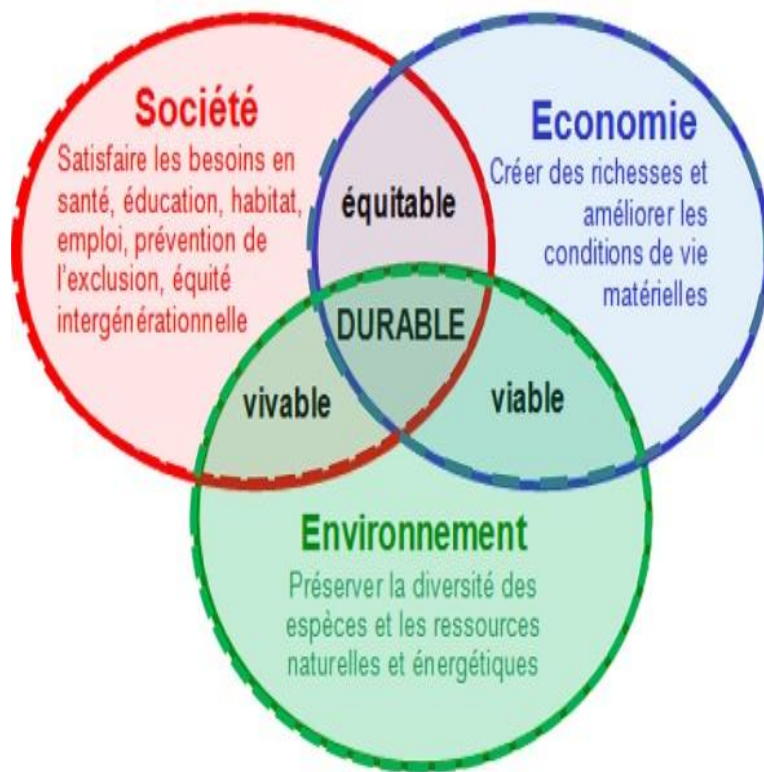 Société
Satisfaire les besoins en
santé, éducation, habitat,
emploi, prévention de
l'exclusion, équité
intergénérationnelle
Economie
Créer des richesses et
améliorer les
conditions de vie
matérielles
équitable
DURABLE
vivable
viable
Environnement
Préserver la diversité des
espèces et les ressources
naturelles et énergétiques